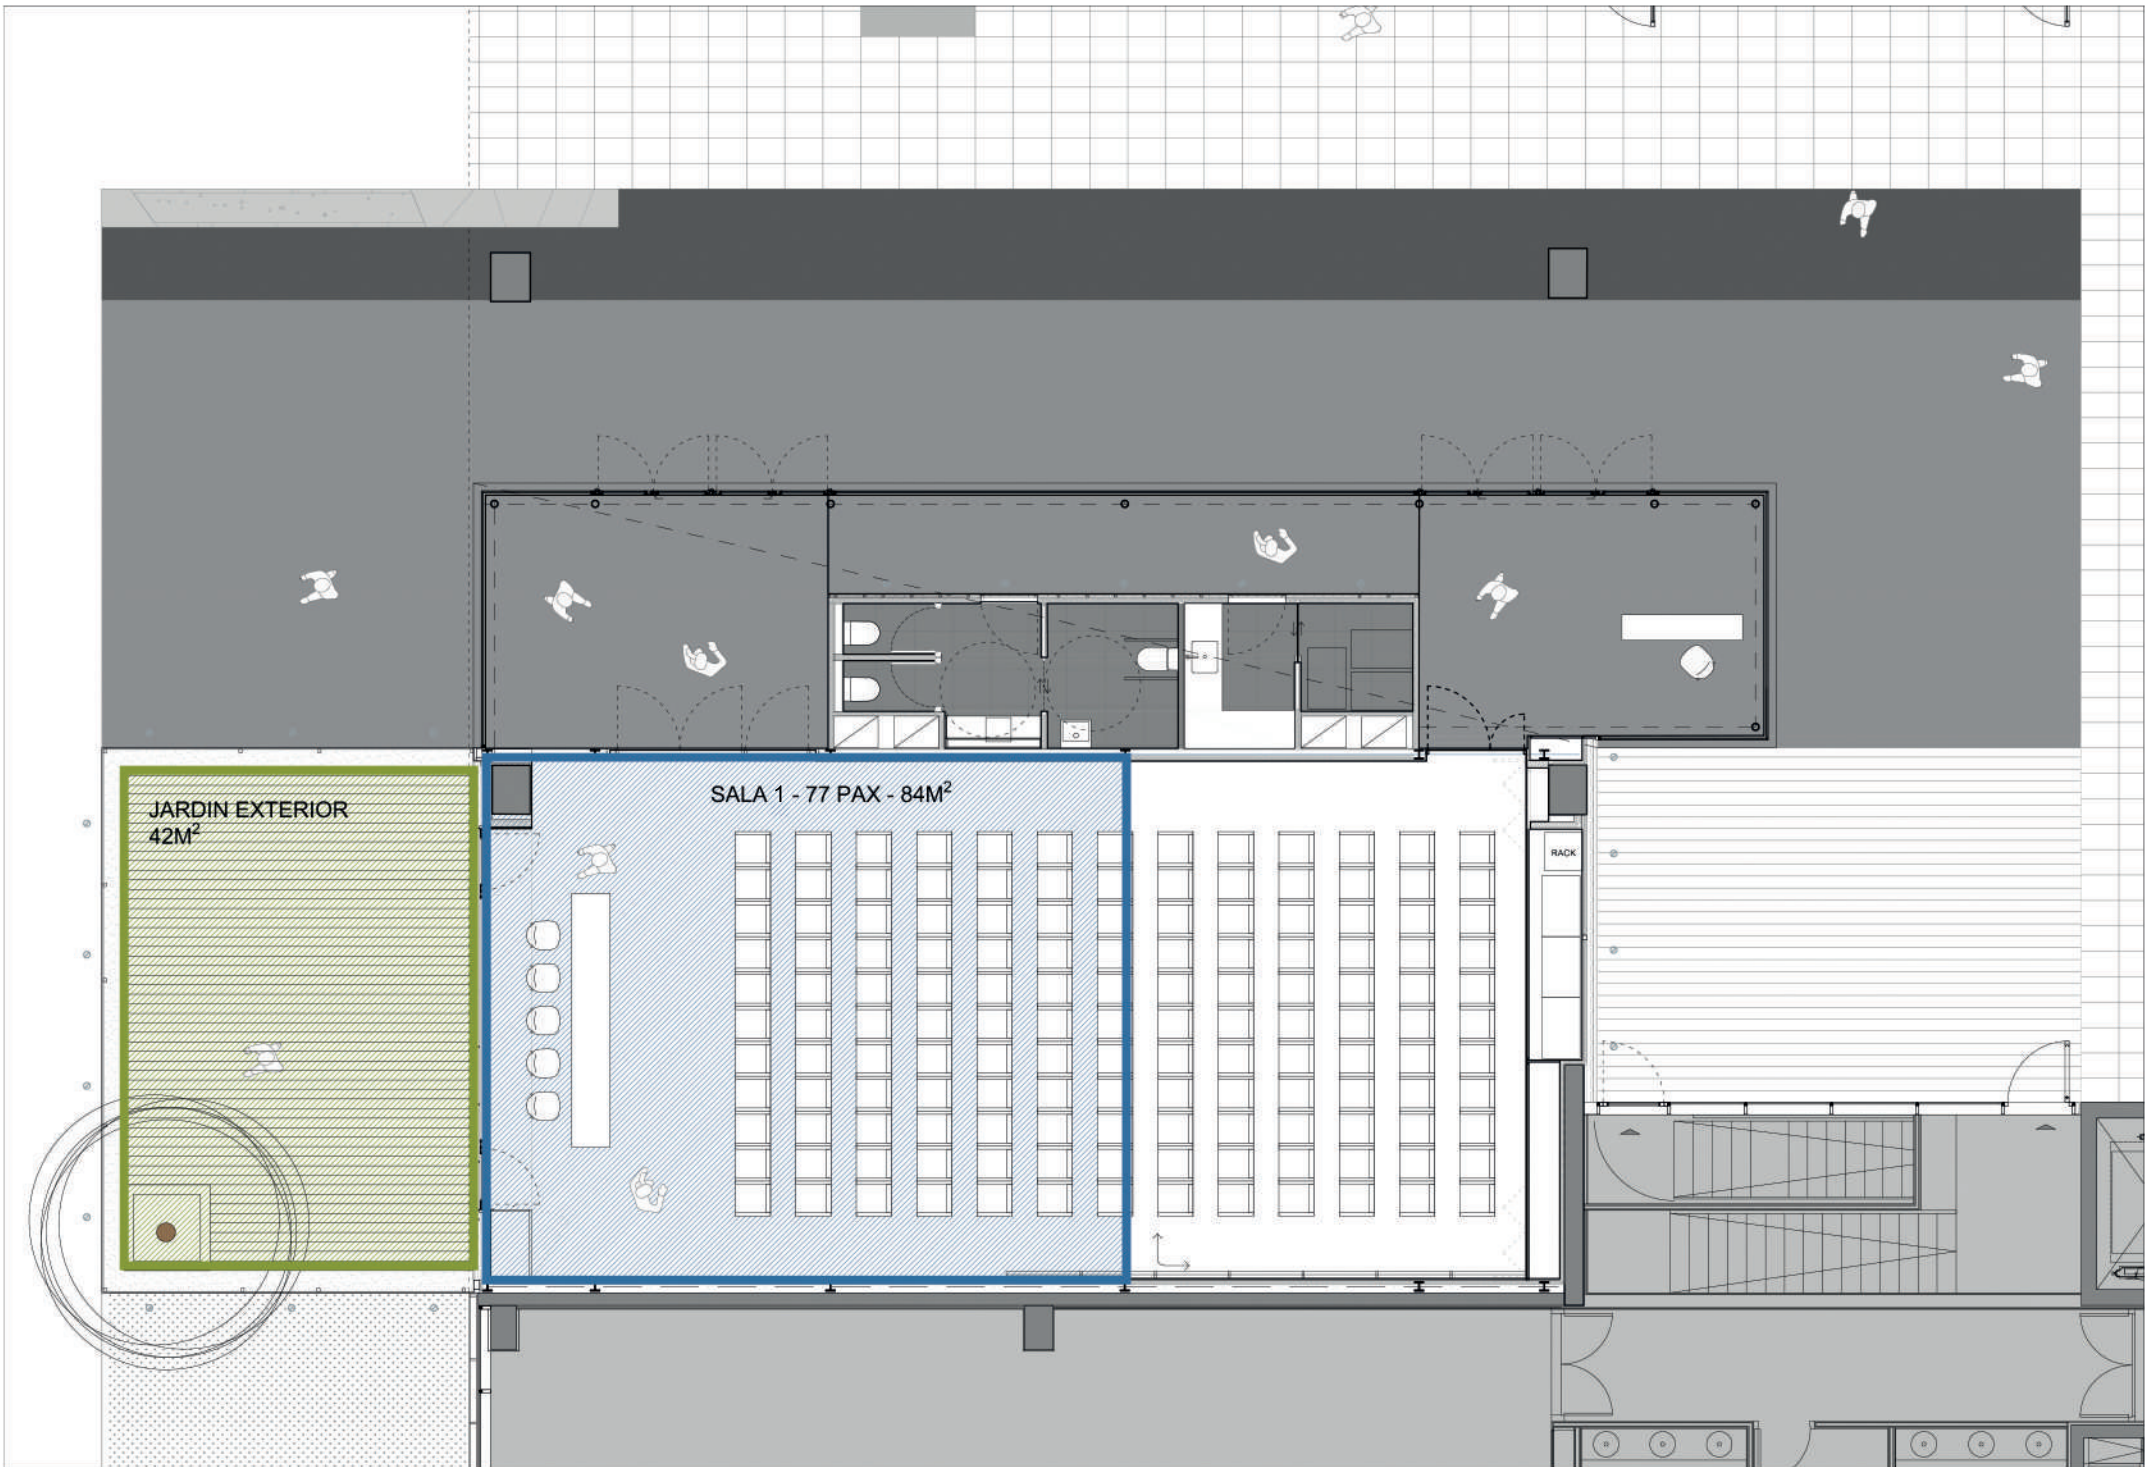 SALA 1 - 77 PAX - 84M²
JARDIN EXTERIOR
42M²
RACK